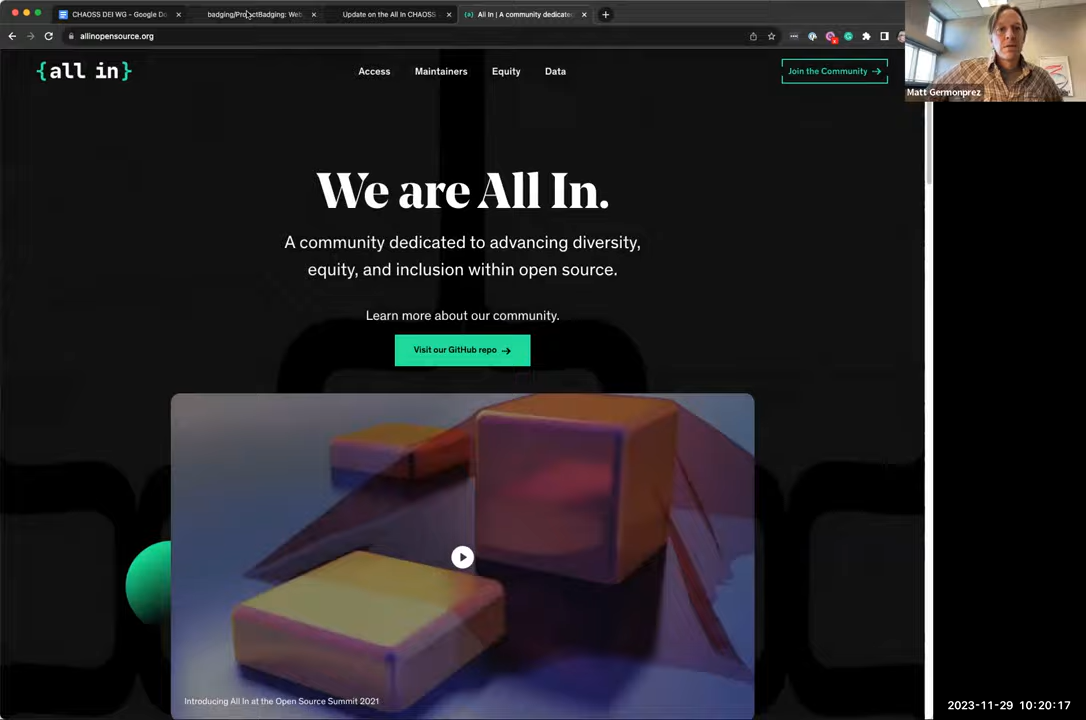 CHAOSS DEI WG - Google Do
badging/ProjectBadging: Web
Update on the All In CHAOSS
All In | A community dedicate
allinopensource.org
{all in}
Access
Maintainers
Equity
Data
Join the Community →
Matt Germonprez
We are All In.
A community dedicated to advancing diversity,
equity, and inclusion within open source.
Learn more about our community.
Visit our GitHub repo →
Introducing All In at the Open Source Summit 2021
2023-11-29 10:20:17